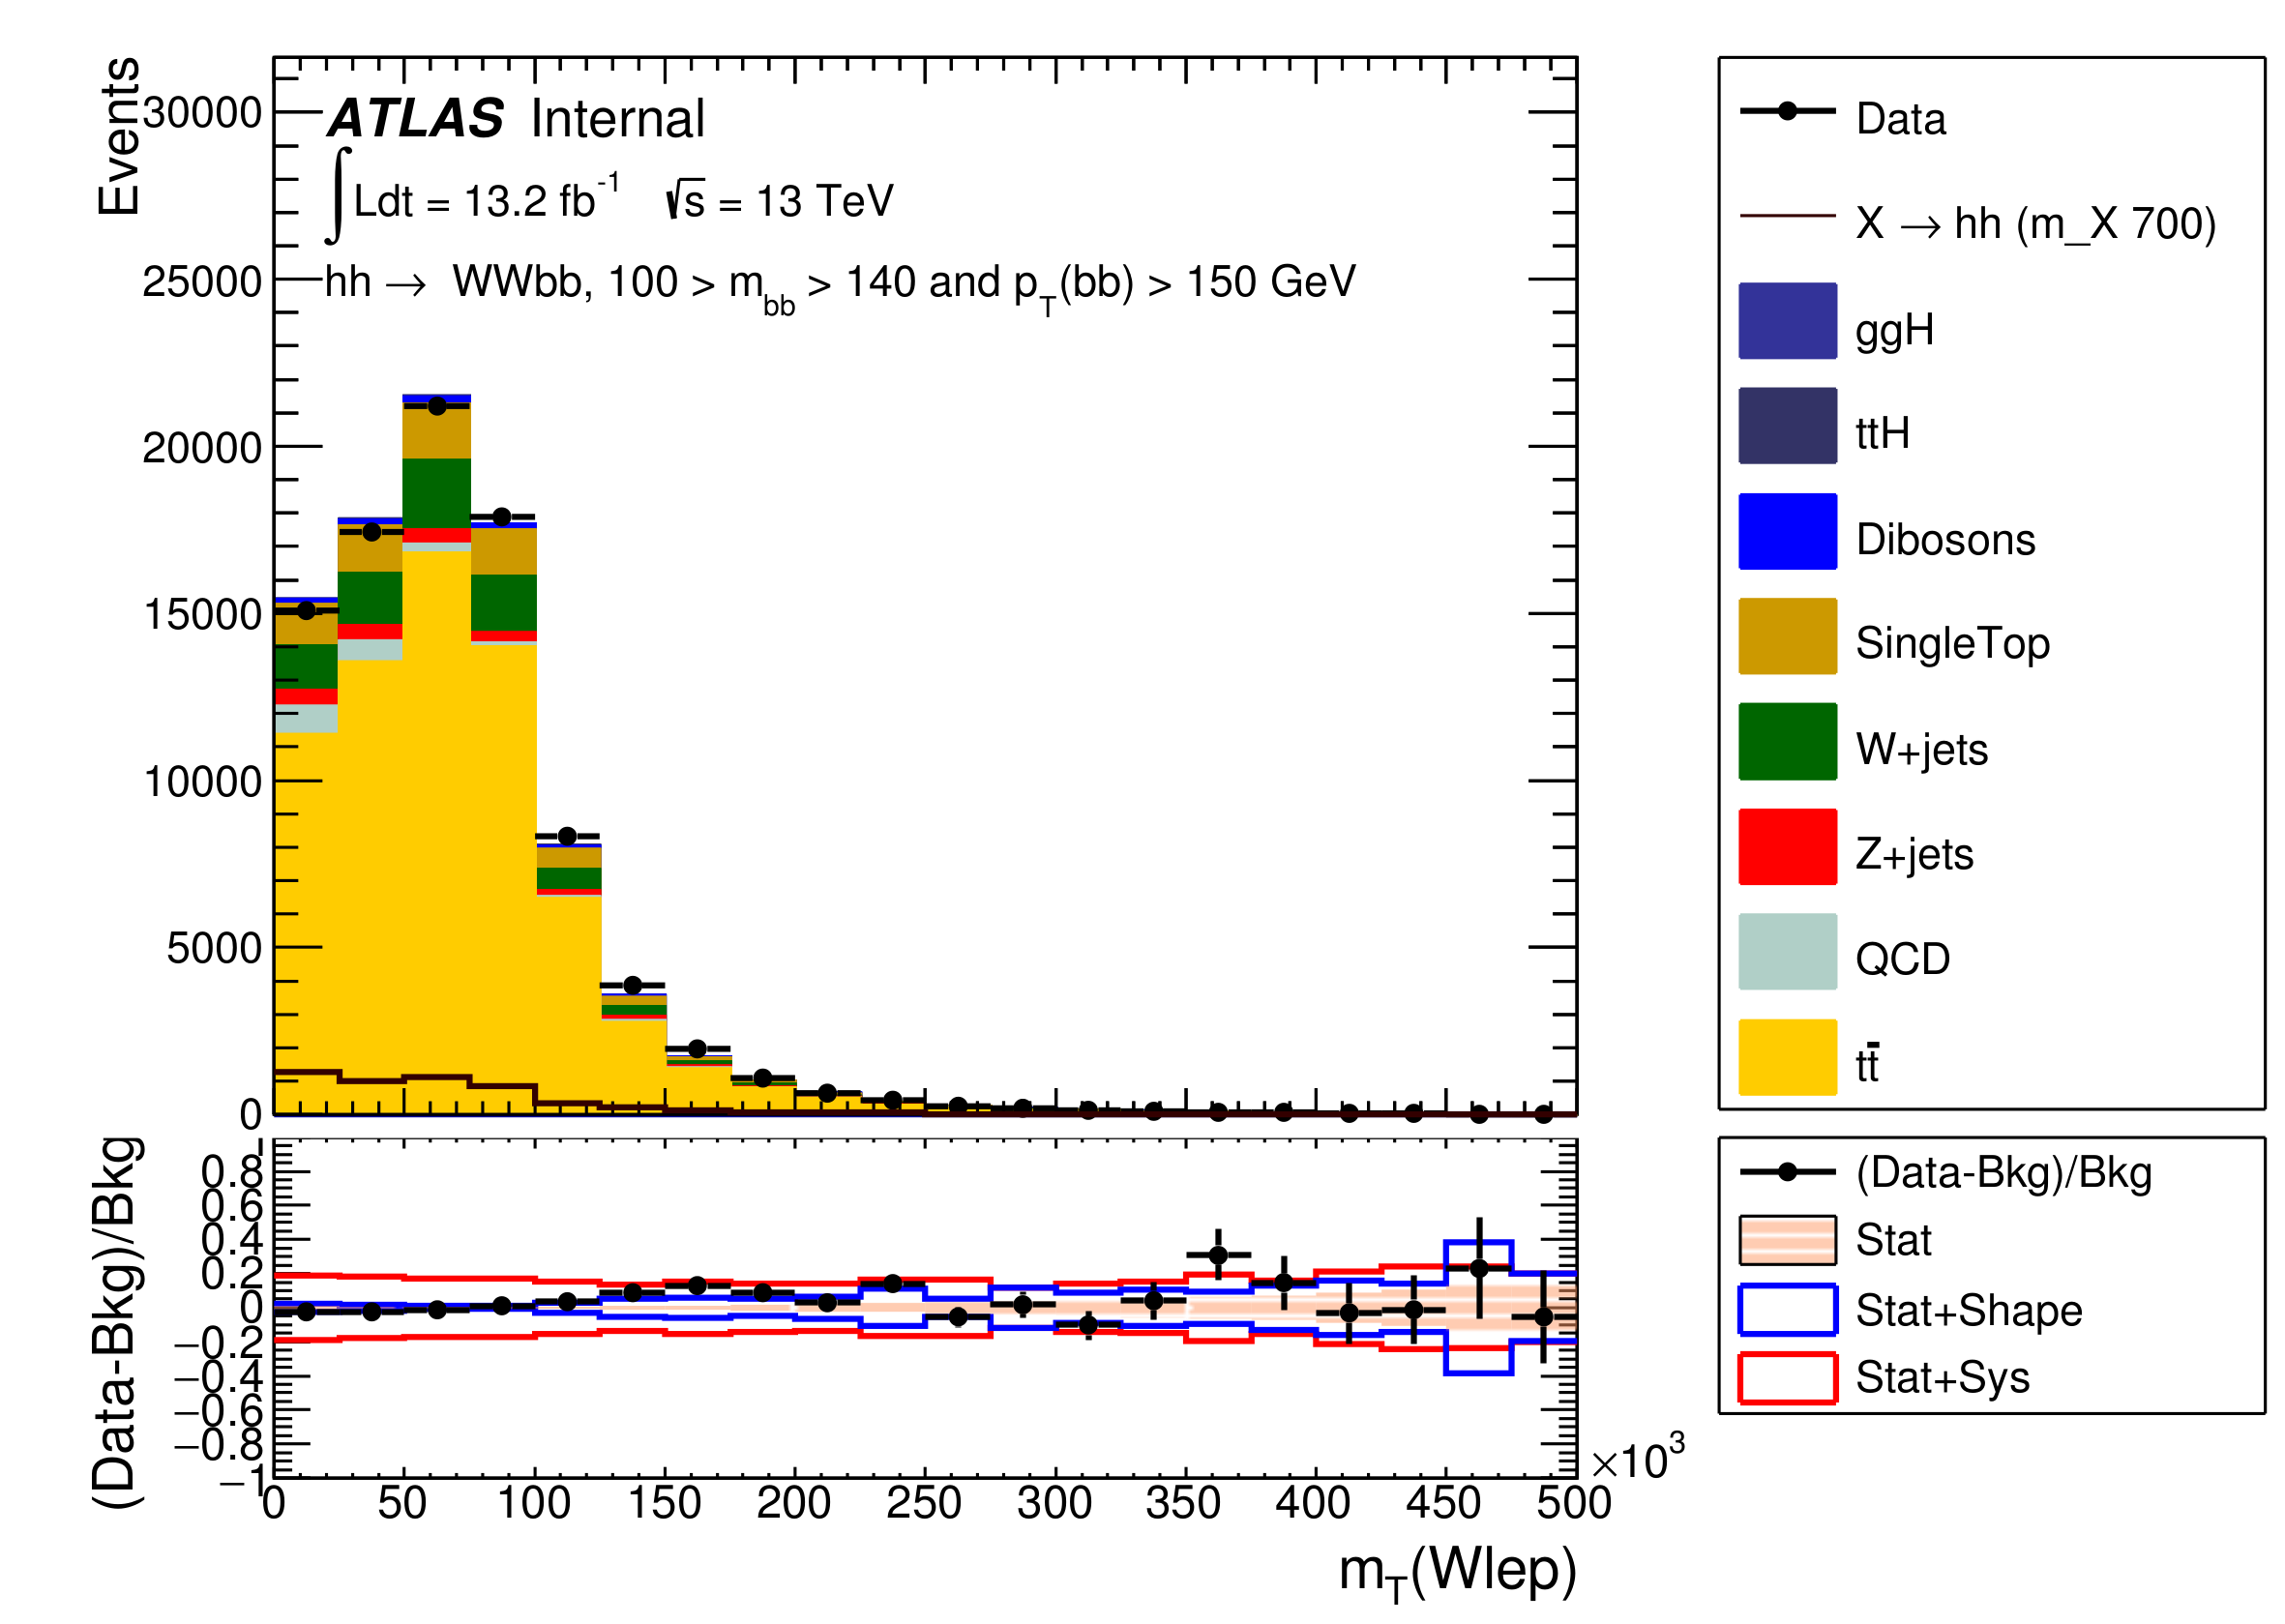 Events
30000
25000
20000
15000
10000
5000
0
ATLAS Internal
∫Ldt = 13.2 fb⁻¹ √s = 13 TeV
hh → WWbb, 100 > m_bb > 140 and p_T(bb) > 150 GeV
Data
X → hh (m_X 700)
ggH
ttH
Dibosons
SingleTop
W+jets
Z+jets
QCD
tt̄
(Data-Bkg)/Bkg
1
0.8
0.6
0.4
0.2
0
−0.2
−0.4
−0.6
−0.8
−1
0 50 100 150 200 250 300 350 400 450 500
×10³
m_T(Wlep)
(Data-Bkg)/Bkg
Stat
Stat+Shape
Stat+Sys